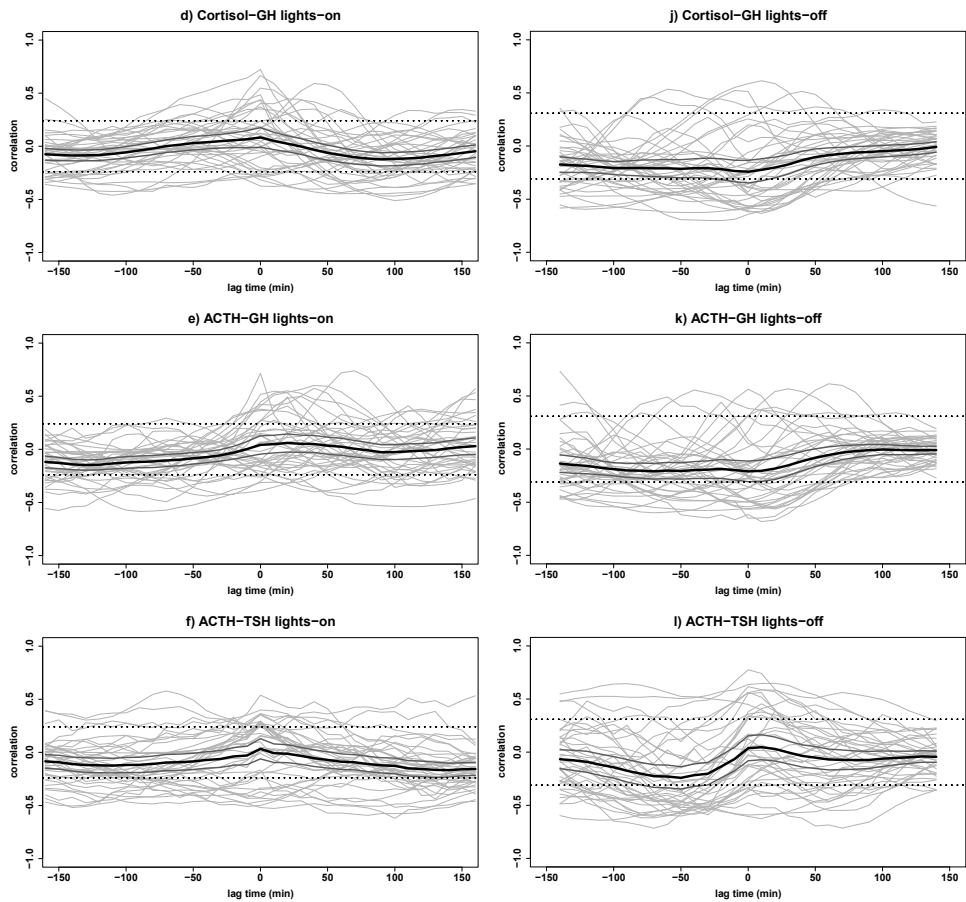 d) Cortisol−GH lights−on
correlation
1.0
0.5
0.0
−0.5
−1.0
−150 −100 −50 0 50 100 150
lag time (min)
j) Cortisol−GH lights−off
correlation
1.0
0.5
0.0
−0.5
−1.0
−150 −100 −50 0 50 100 150
lag time (min)
e) ACTH−GH lights−on
correlation
1.0
0.5
0.0
−0.5
−1.0
−150 −100 −50 0 50 100 150
lag time (min)
k) ACTH−GH lights−off
correlation
1.0
0.5
0.0
−0.5
−1.0
−150 −100 −50 0 50 100 150
lag time (min)
f) ACTH−TSH lights−on
correlation
1.0
0.5
0.0
−0.5
−1.0
−150 −100 −50 0 50 100 150
lag time (min)
l) ACTH−TSH lights−off
correlation
1.0
0.5
0.0
−0.5
−1.0
−150 −100 −50 0 50 100 150
lag time (min)